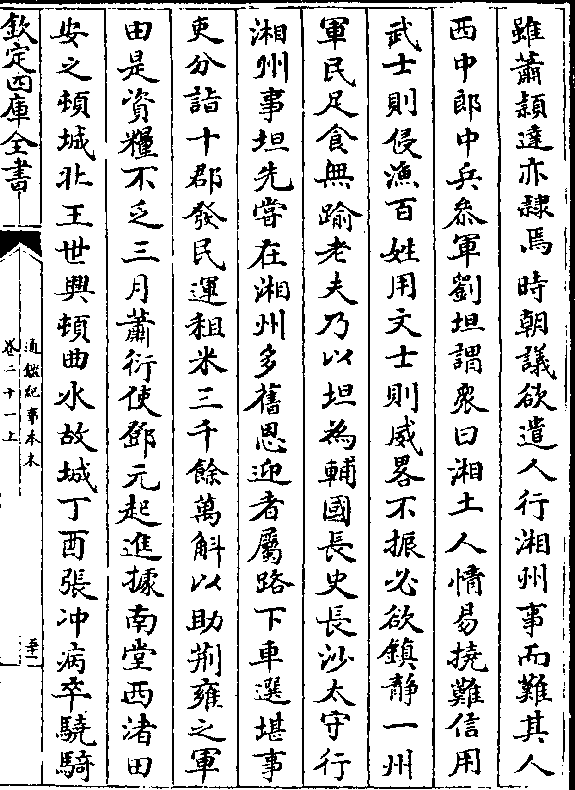 雖蕭頴達亦隷焉時朝議欲遣人行湘州事而難其人
西中郎中兵叅軍劉坦謂衆曰湘土人情易撓難信用
武士則侵漁百姓用文士則威畧不振必欲鎮静一州
軍民足食無踰老夫乃以坦為輔國長史長沙太守行
湘州事坦先嘗在湘州多舊恩迎者屬路下車選堪事
吏分詣十郡發民運租米三千餘萬斛以助荆雍之軍
田是資糧不乏三月蕭衍使鄧元起進據南堂西渚田
安之頓城北王世興頓曲水故城丁酉張冲病卒驍騎
欽定四庫全書
通鑑紀事本末
卷二十一上